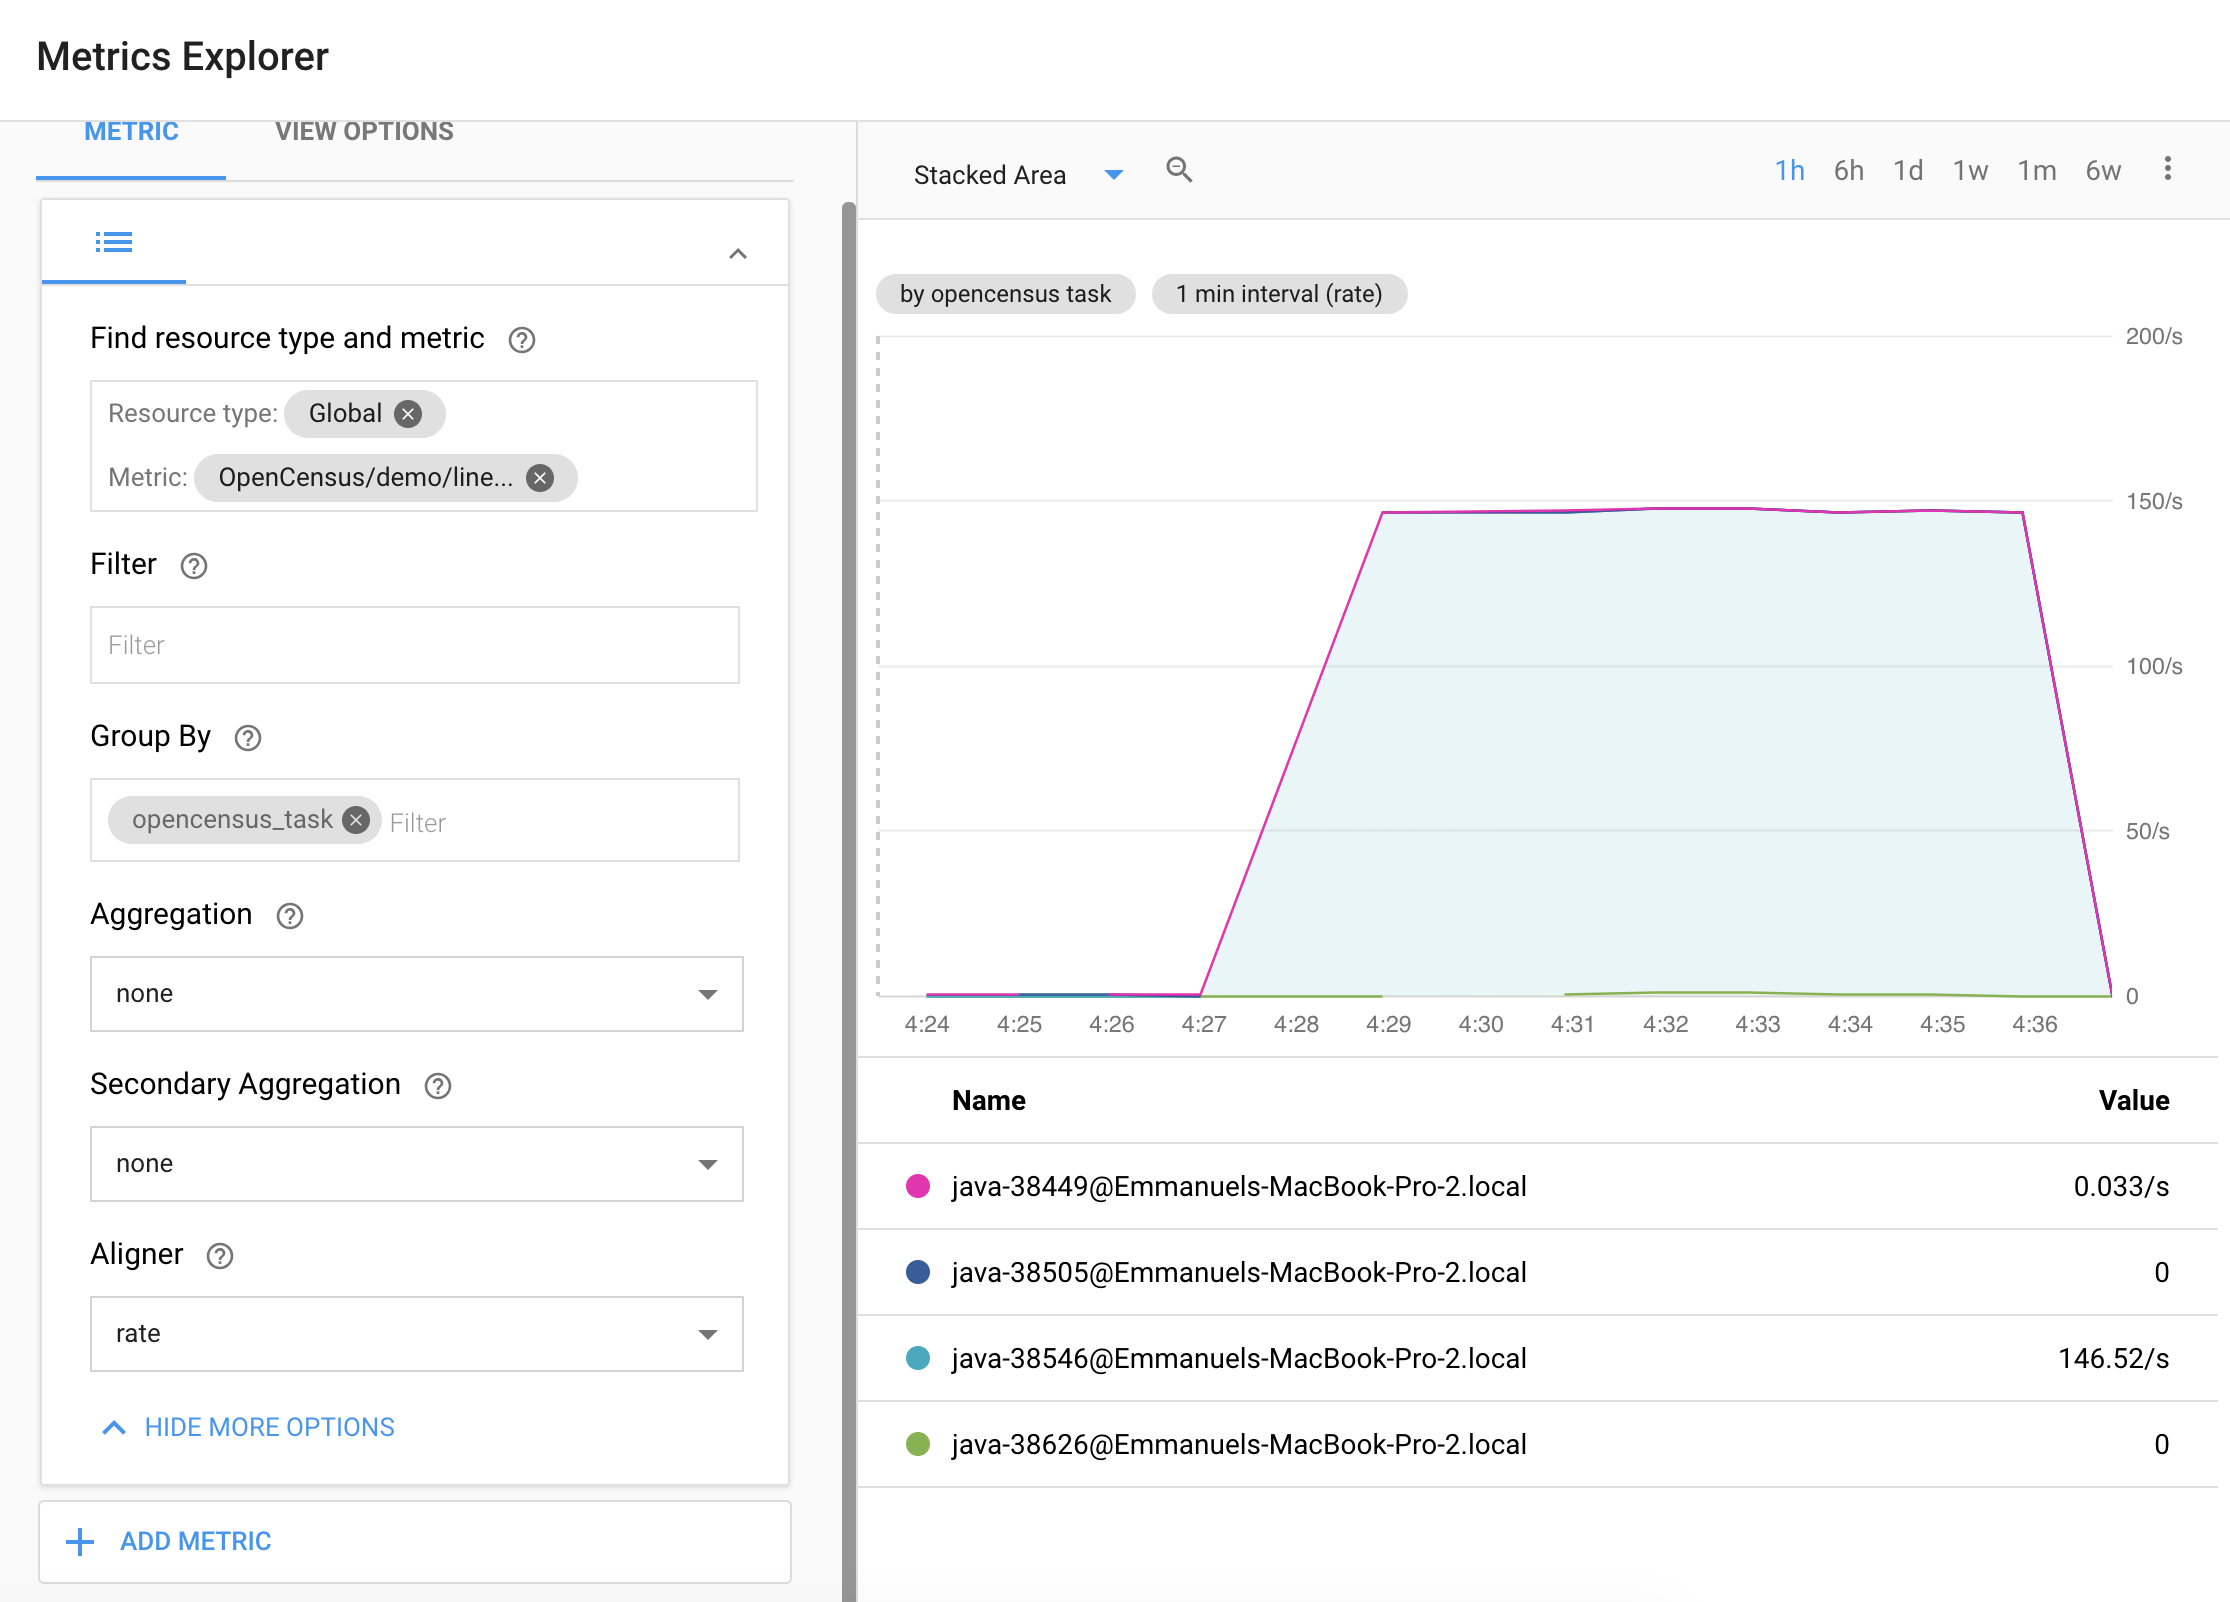 Metrics Explorer
METRIC VIEW OPTIONS
Find resource type and metric
Resource type: Global
Metric: OpenCensus/demo/line...
Filter
Filter
Group By
opencensus_task Filter
Aggregation
none
Secondary Aggregation
none
Aligner
rate
HIDE MORE OPTIONS
ADD METRIC
Stacked Area 1h 6h 1d 1w 1m 6w
by opencensus task 1 min interval (rate)
200/s
150/s
100/s
50/s
0
4:24 4:25 4:26 4:27 4:28 4:29 4:30 4:31 4:32 4:33 4:34 4:35 4:36
Name Value
java-38449@Emmanuels-MacBook-Pro-2.local 0.033/s
java-38505@Emmanuels-MacBook-Pro-2.local 0
java-38546@Emmanuels-MacBook-Pro-2.local 146.52/s
java-38626@Emmanuels-MacBook-Pro-2.local 0